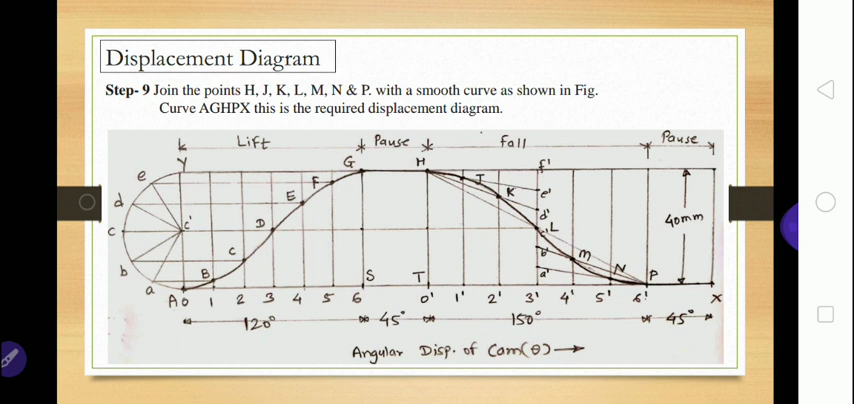 Displacement Diagram
Step- 9 Join the points H, J, K, L, M, N & P. with a smooth curve as shown in Fig.
Curve AGHPX this is the required displacement diagram.
Lift Pause fall Pause
Y G H f'
e F J e'
d E K d'
c c' D L 40mm
b C b' m
a B S T a' N P
A 0 1 2 3 4 5 6 0' 1' 2' 3' 4' 5' 6' X
120° 45° 150° 45°
Angular Disp. of Cam(θ)→